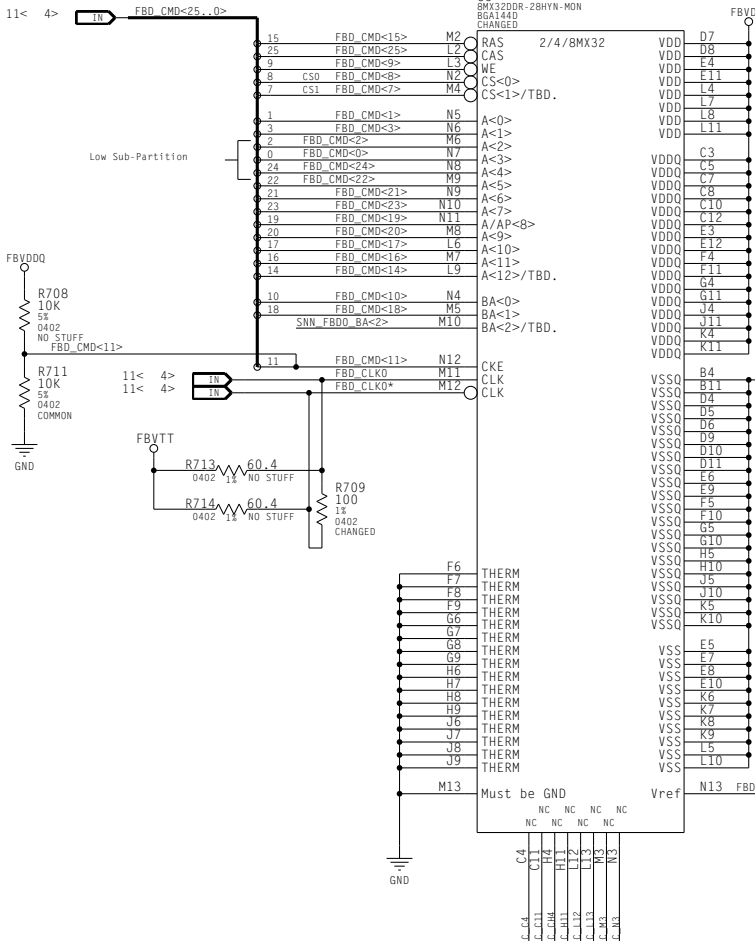 8MX32DDR-28HYN-MON
BGA144D
CHANGED
11< 4> IN FBD_CMD<25..0>
2/4/8MX32
15 FBD_CMD<15> M2 RAS
25 FBD_CMD<25> L2 CAS
9 FBD_CMD<9> L3 WE
8 CS0 FBD_CMD<8> N2 CS<0>
7 CS1 FBD_CMD<7> M4 CS<1>/TBD.
1 FBD_CMD<1> N5 A<0>
3 FBD_CMD<3> N6 A<1>
2 FBD_CMD<2> M6 A<2>
Low Sub-Partition
0 FBD_CMD<0> N7 A<3>
24 FBD_CMD<24> N8 A<4>
22 FBD_CMD<22> M9 A<5>
21 FBD_CMD<21> N9 A<6>
23 FBD_CMD<23> N10 A<7>
19 FBD_CMD<19> N11 A/AP<8>
20 FBD_CMD<20> M8 A<9>
17 FBD_CMD<17> L6 A<10>
16 FBD_CMD<16> M7 A<11>
14 FBD_CMD<14> L9 A<12>/TBD.
10 FBD_CMD<10> N4 BA<0>
18 FBD_CMD<18> M5 BA<1>
SNN_FBD0_BA<2> M10 BA<2>/TBD.
11 FBD_CMD<11> N12 CKE
11< 4> IN FBD_CLK0 M11 CLK
11< 4> IN FBD_CLK0* M12 CLK
FBVDDQ
R708
10K
5%
0402
NO STUFF
FBD_CMD<11>
R711
10K
5%
0402
COMMON
GND
FBVTT
R713 60.4
0402 1% NO STUFF
R714 60.4
0402 1% NO STUFF
R709
100
1%
0402
CHANGED
F6 THERM
F7 THERM
F8 THERM
F9 THERM
G6 THERM
G7 THERM
G8 THERM
G9 THERM
H6 THERM
H7 THERM
H8 THERM
H9 THERM
J6 THERM
J7 THERM
J8 THERM
J9 THERM
M13 Must be GND
GND
FBVD
VDD D7
VDD D8
VDD E4
VDD E11
VDD L4
VDD L7
VDD L8
VDD L11
VDDQ C3
VDDQ C5
VDDQ C7
VDDQ C8
VDDQ C10
VDDQ C12
VDDQ E3
VDDQ E12
VDDQ F4
VDDQ F11
VDDQ G4
VDDQ G11
VDDQ J4
VDDQ J11
VDDQ K4
VDDQ K11
VSSQ B4
VSSQ B11
VSSQ D4
VSSQ D5
VSSQ D6
VSSQ D9
VSSQ D10
VSSQ D11
VSSQ E6
VSSQ E9
VSSQ F5
VSSQ F10
VSSQ G5
VSSQ G10
VSSQ H5
VSSQ H10
VSSQ J5
VSSQ J10
VSSQ K5
VSSQ K10
VSS E5
VSS E7
VSS E8
VSS E10
VSS K6
VSS K7
VSS K8
VSS K9
VSS L5
VSS L10
Vref N13 FBD
NC NC NC NC
NC NC NC NC
C4 C11 H4 H11 L12 L13 M3 N3
C_C4 C_C11 C_CH4 C_H11 C_L12 C_L13 C_M3 C_N3